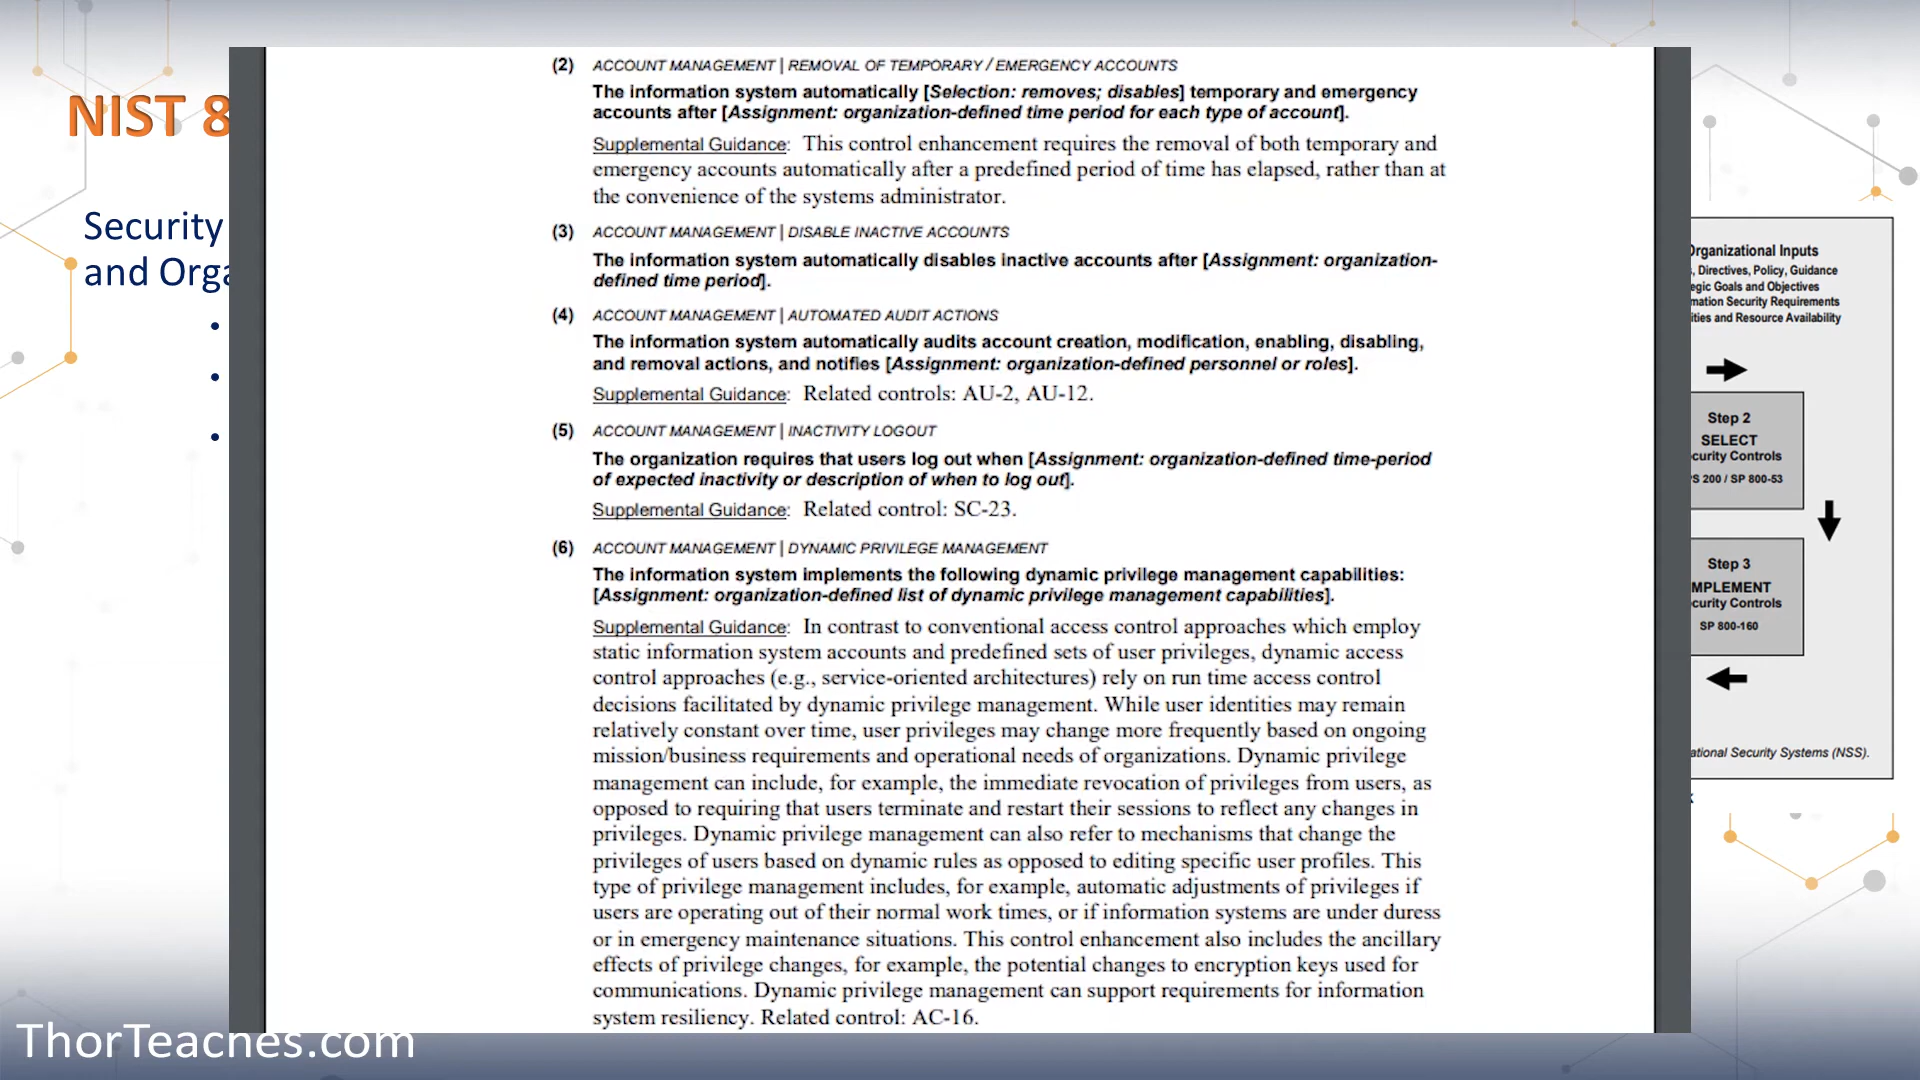 NIST 8
Security
and Orga
(2) ACCOUNT MANAGEMENT | REMOVAL OF TEMPORARY / EMERGENCY ACCOUNTS
The information system automatically [Selection: removes; disables] temporary and emergency
accounts after [Assignment: organization-defined time period for each type of account].
Supplemental Guidance: This control enhancement requires the removal of both temporary and
emergency accounts automatically after a predefined period of time has elapsed, rather than at
the convenience of the systems administrator.
(3) ACCOUNT MANAGEMENT | DISABLE INACTIVE ACCOUNTS
The information system automatically disables inactive accounts after [Assignment: organization-
defined time period].
(4) ACCOUNT MANAGEMENT | AUTOMATED AUDIT ACTIONS
The information system automatically audits account creation, modification, enabling, disabling,
and removal actions, and notifies [Assignment: organization-defined personnel or roles].
Supplemental Guidance: Related controls: AU-2, AU-12.
(5) ACCOUNT MANAGEMENT | INACTIVITY LOGOUT
The organization requires that users log out when [Assignment: organization-defined time-period
of expected inactivity or description of when to log out].
Supplemental Guidance: Related control: SC-23.
(6) ACCOUNT MANAGEMENT | DYNAMIC PRIVILEGE MANAGEMENT
The information system implements the following dynamic privilege management capabilities:
[Assignment: organization-defined list of dynamic privilege management capabilities].
Supplemental Guidance: In contrast to conventional access control approaches which employ
static information system accounts and predefined sets of user privileges, dynamic access
control approaches (e.g., service-oriented architectures) rely on run time access control
decisions facilitated by dynamic privilege management. While user identities may remain
relatively constant over time, user privileges may change more frequently based on ongoing
mission/business requirements and operational needs of organizations. Dynamic privilege
management can include, for example, the immediate revocation of privileges from users, as
opposed to requiring that users terminate and restart their sessions to reflect any changes in
privileges. Dynamic privilege management can also refer to mechanisms that change the
privileges of users based on dynamic rules as opposed to editing specific user profiles. This
type of privilege management includes, for example, automatic adjustments of privileges if
users are operating out of their normal work times, or if information systems are under duress
or in emergency maintenance situations. This control enhancement also includes the ancillary
effects of privilege changes, for example, the potential changes to encryption keys used for
communications. Dynamic privilege management can support requirements for information
system resiliency. Related control: AC-16.
Organizational Inputs
, Directives, Policy, Guidance
egic Goals and Objectives
mation Security Requirements
ities and Resource Availability
Step 2
SELECT
curity Controls
PS 200 / SP 800-53
Step 3
MPLEMENT
curity Controls
SP 800-160
ational Security Systems (NSS).
ThorTeaches.com